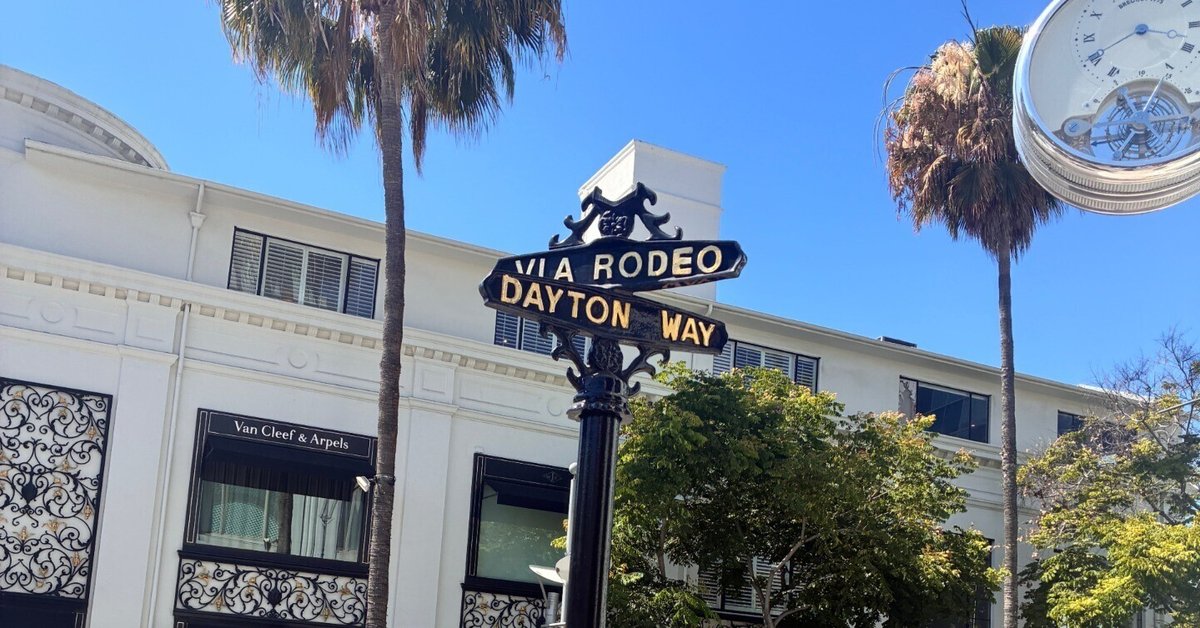 VIA RODEO
DAYTON WAY
Van Cleef & Arpels